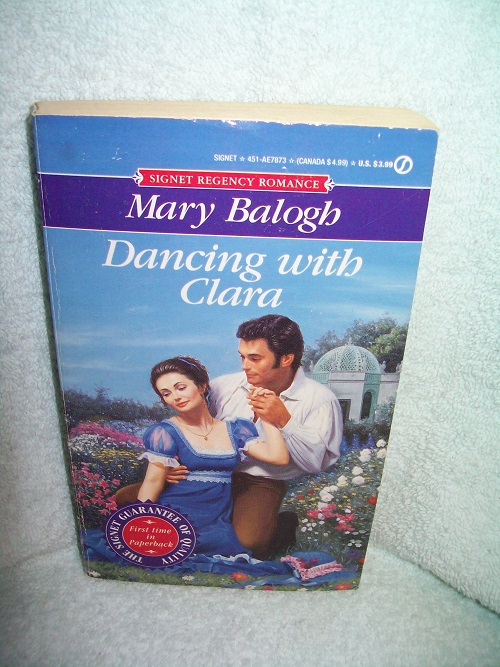 SIGNET ★ 451-AE7873 ★ (CANADA $4.99) ★ U.S. $3.99
SIGNET REGENCY ROMANCE
Mary Balogh
Dancing with
Clara
THE SIGNET GUARANTEE OF QUALITY
First time
in
Paperback